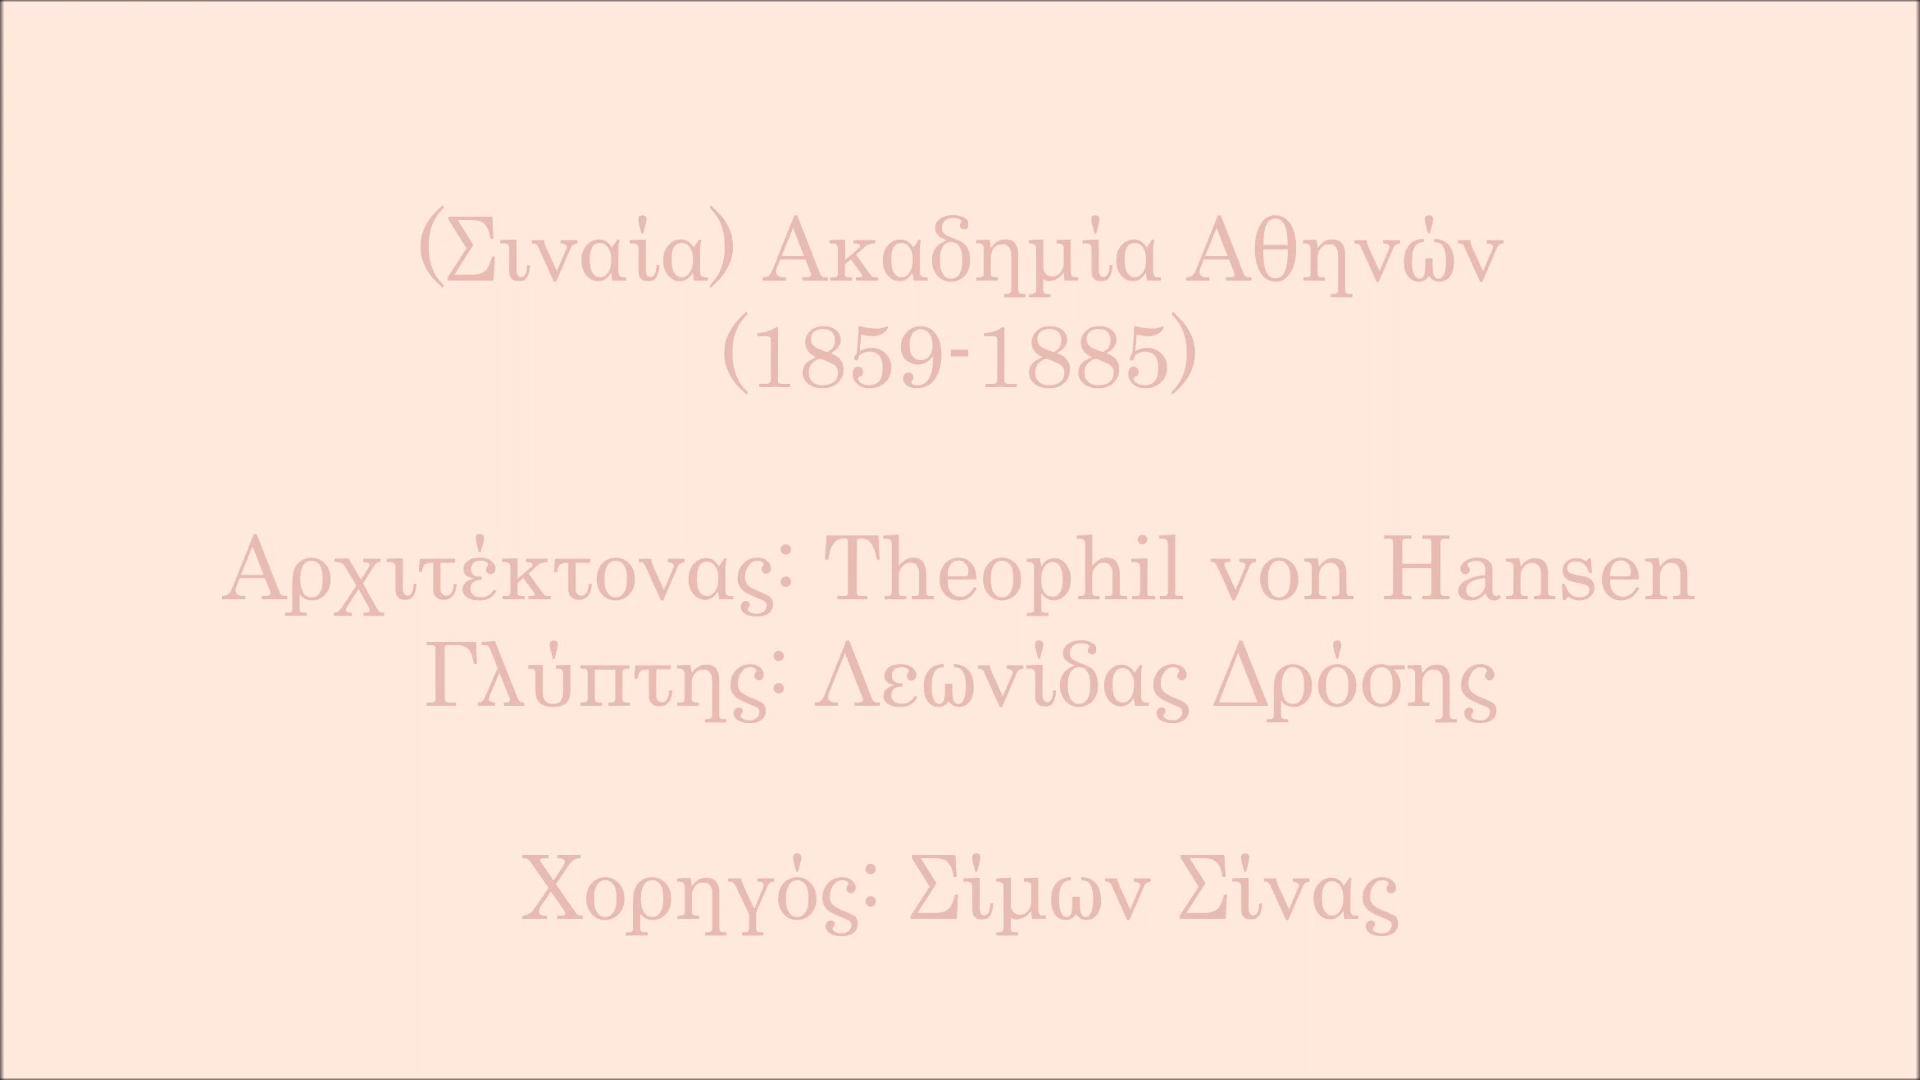 (Σιναία) Ακαδημία Αθηνών
(1859-1885)
Αρχιτέκτονας: Theophil von Hansen
Γλύπτης: Λεωνίδας Δρόσης
Χορηγός: Σίμων Σίνας